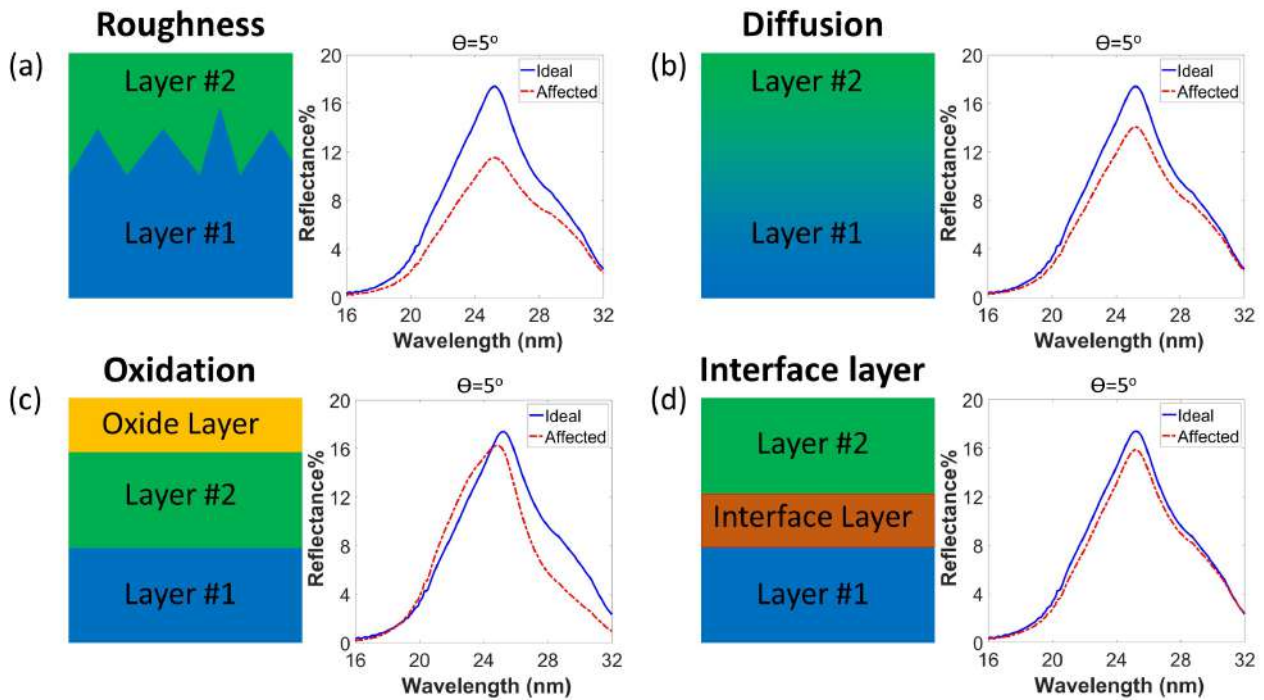 Roughness
(a)
Layer #2
Layer #1
ϴ=5º
Ideal
Affected
Reflectance%
20
16
12
8
4
0
16 20 24 28 32
Wavelength (nm)
Diffusion
(b)
Layer #2
Layer #1
ϴ=5º
Ideal
Affected
Reflectance%
20
16
12
8
4
0
16 20 24 28 32
Wavelength (nm)
Oxidation
(c)
Oxide Layer
Layer #2
Layer #1
ϴ=5º
Ideal
Affected
Reflectance%
20
16
12
8
4
0
16 20 24 28 32
Wavelength (nm)
Interface layer
(d)
Layer #2
Interface Layer
Layer #1
ϴ=5º
Ideal
Affected
Reflectance%
20
16
12
8
4
0
16 20 24 28 32
Wavelength (nm)